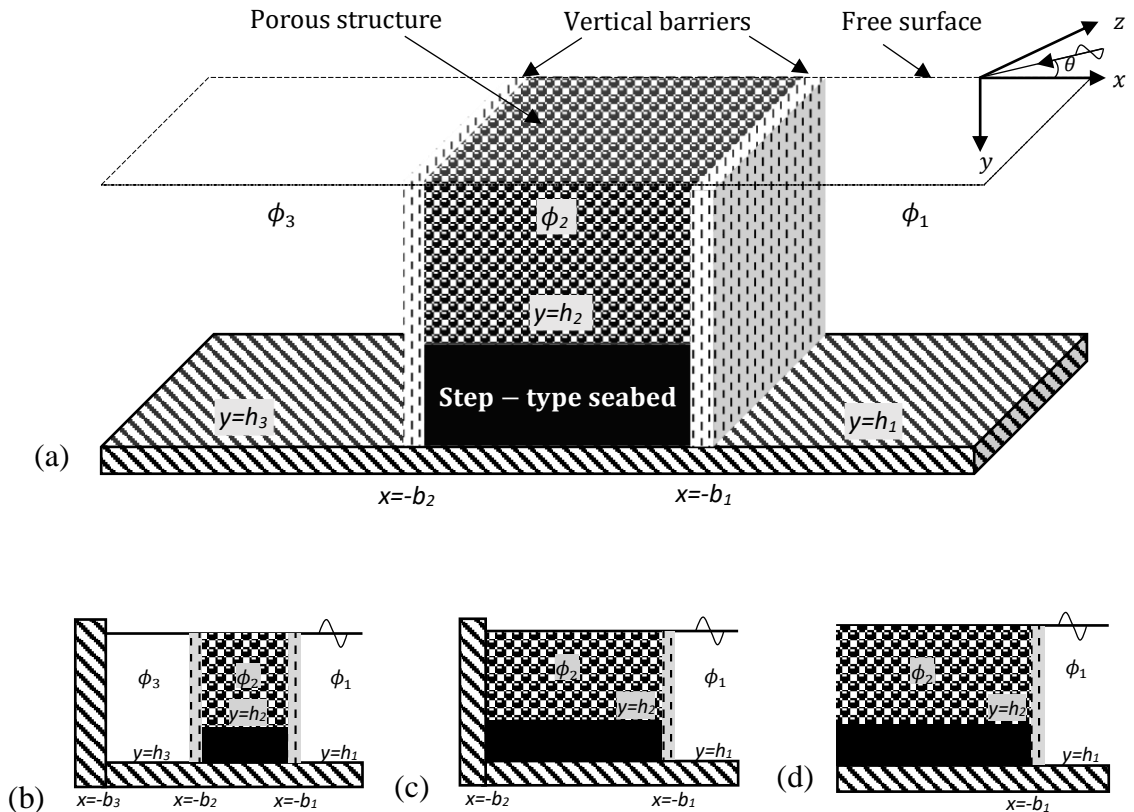 Porous structure
Vertical barriers
Free surface
z
θ
x
y
ϕ3
ϕ2
ϕ1
y=h2
Step – type seabed
y=h3
y=h1
(a)
x=-b2
x=-b1
ϕ3
ϕ2
ϕ1
y=h2
y=h3
y=h1
(b)
x=-b3
x=-b2
x=-b1
ϕ2
ϕ1
y=h2
y=h1
(c)
x=-b2
x=-b1
ϕ2
ϕ1
y=h2
y=h1
(d)
x=-b1